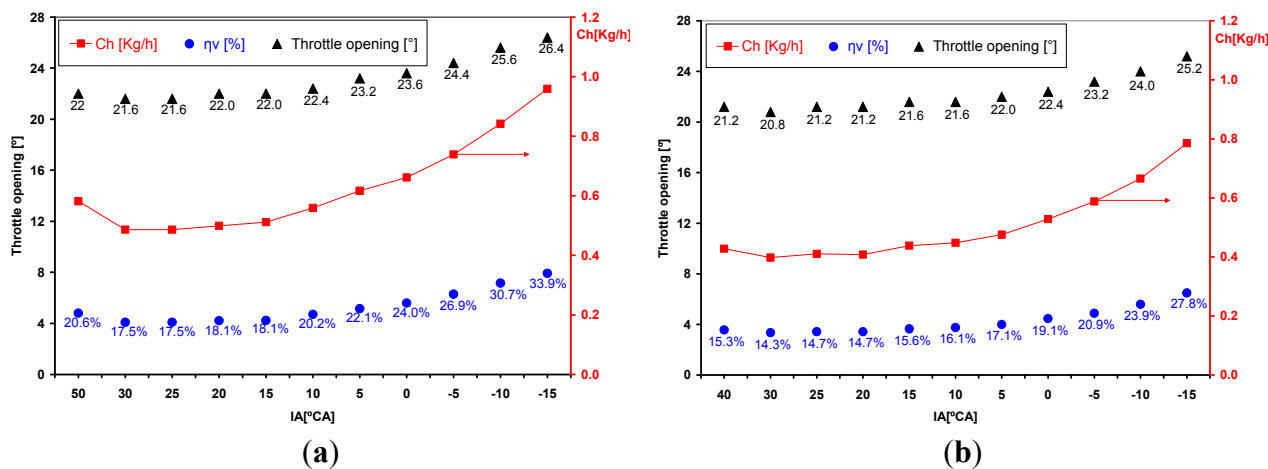 28
24
20
16
12
8
4
0
Throttle opening [°]
Ch [Kg/h] ηv [%] Throttle opening [°]
1.2
Ch[Kg/h]
1.0
0.8
0.6
0.4
0.2
0.0
22 21.6 21.6 22.0 22.0 22.4 23.2 23.6 24.4 25.6 26.4
20.6% 17.5% 17.5% 18.1% 18.1% 20.2% 22.1% 24.0% 26.9% 30.7% 33.9%
50 30 25 20 15 10 5 0 -5 -10 -15
IA[ºCA]
(a)
28
24
20
16
12
8
4
0
Throttle opening [°]
Ch [Kg/h] ηv [%] Throttle opening [°]
1.2
Ch[Kg/h]
1.0
0.8
0.6
0.4
0.2
0.0
21.2 20.8 21.2 21.2 21.6 21.6 22.0 22.4 23.2 24.0 25.2
15.3% 14.3% 14.7% 14.7% 15.6% 16.1% 17.1% 19.1% 20.9% 23.9% 27.8%
40 30 25 20 15 10 5 0 -5 -10 -15
IA[ºCA]
(b)